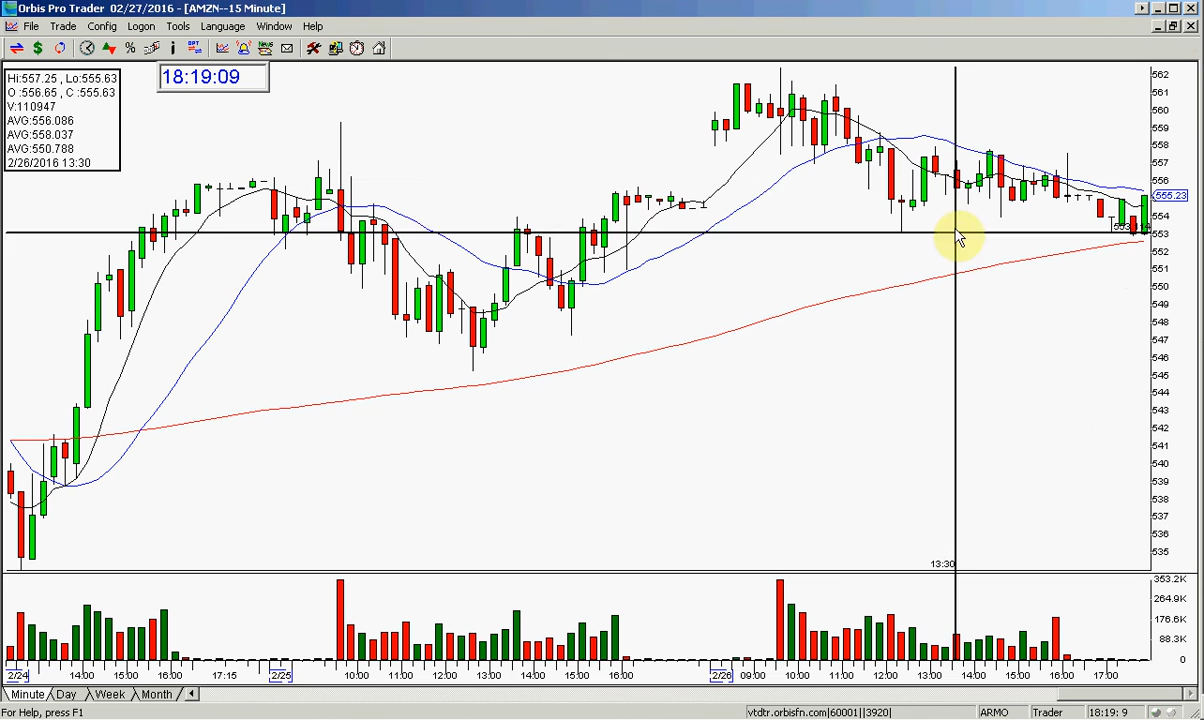 Orbis Pro Trader 02/27/2016 - [AMZN--15 Minute]
File Trade Config Logon Tools Language Window Help
Hi:557.25 , Lo:555.63
O :556.65 , C :555.63
V:110947
AVG:556.086
AVG:558.037
AVG:550.788
2/26/2016 13:30
18:19:09
562
561
560
559
558
557
556
555.23
554
553
552
551
550
549
548
547
546
545
544
543
542
541
540
539
538
537
536
535
13:30
353.2K
264.9K
176.6K
88.3K
0
2/24 14:00 16:00 17:15 2/25 10:00 11:00 12:00 13:00 14:00 15:00 16:00 2/26 09:00 10:00 11:00 12:00 13:00 14:00 15:00 16:00 17:00
Minute Day Week Month
For Help, press F1
vtdtr.orbisfn.com|60001||3920| ARMO Trader 18:19: 9